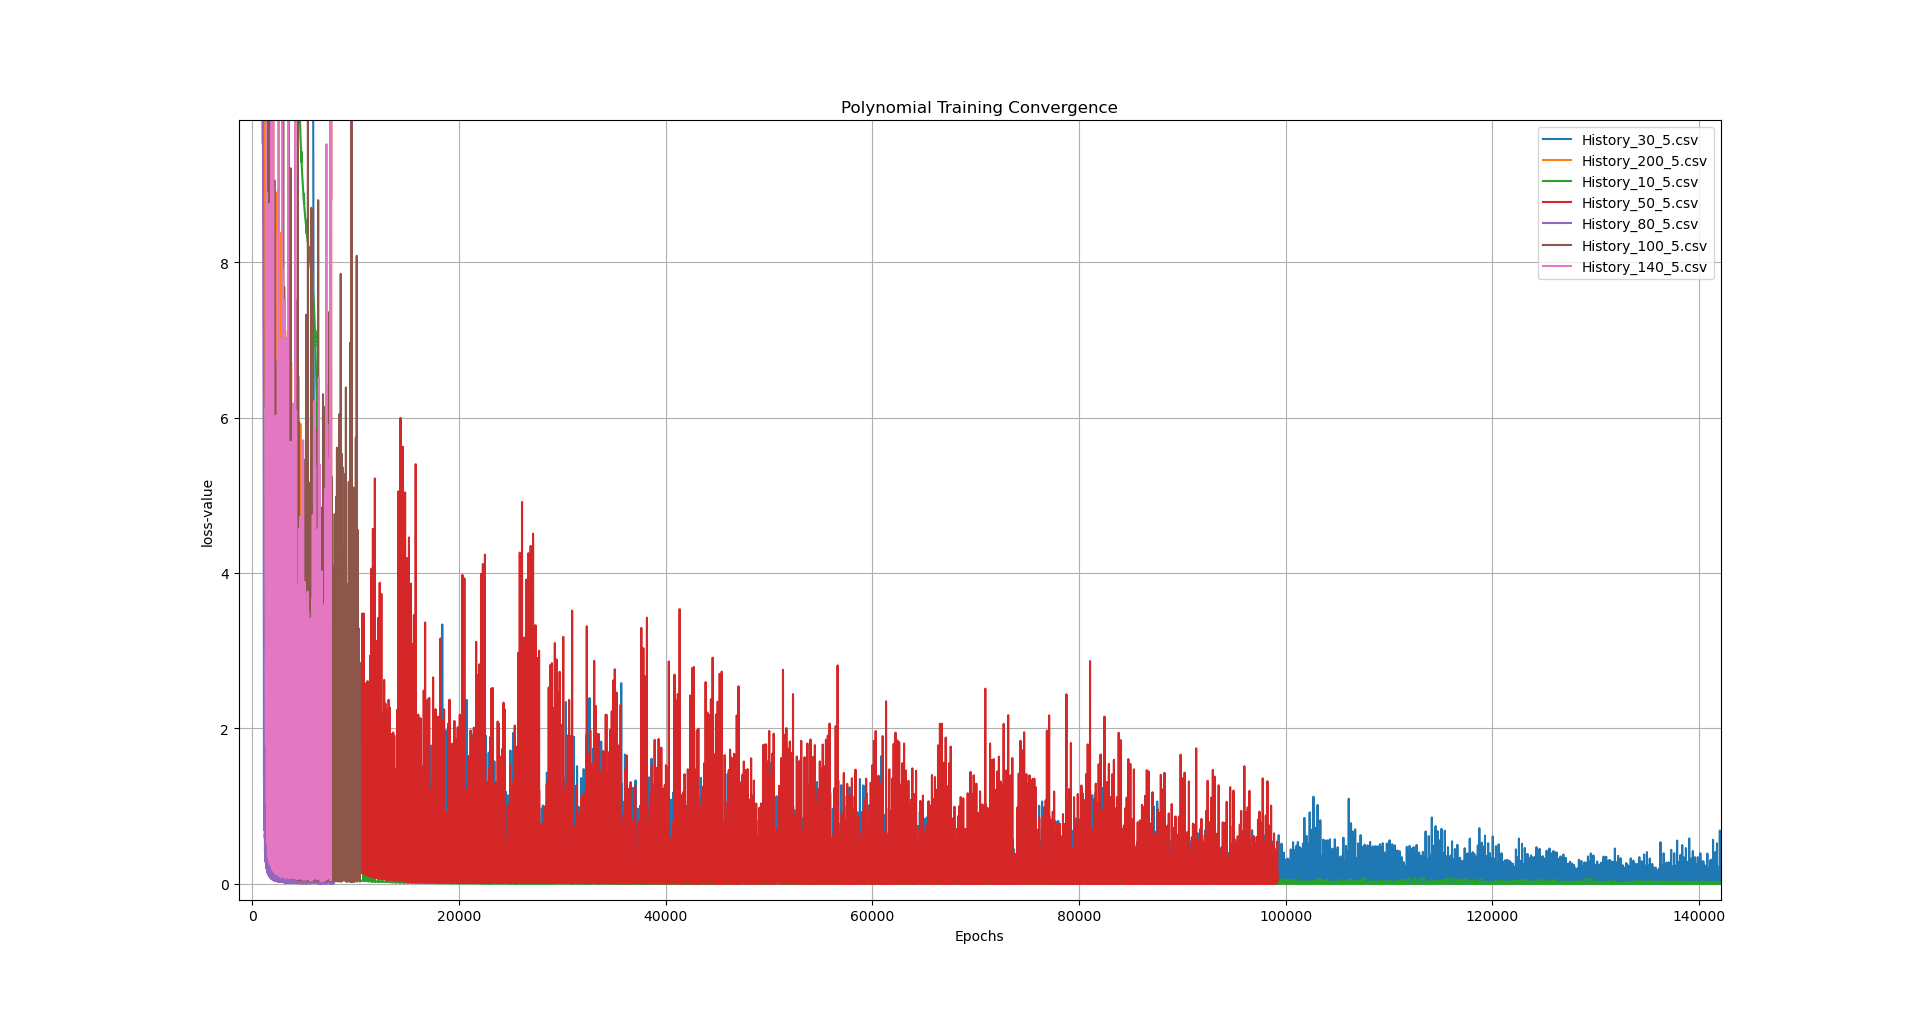 Polynomial Training Convergence
History_30_5.csv
History_200_5.csv
History_10_5.csv
History_50_5.csv
History_80_5.csv
History_100_5.csv
History_140_5.csv
loss-value
8
6
4
2
0
0 20000 40000 60000 80000 100000 120000 140000
Epochs